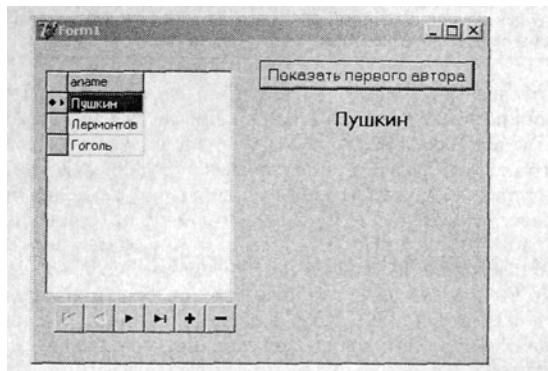 Form1
aname
Пушкин
Лермонтов
Гоголь
Показать первого автора
Пушкин